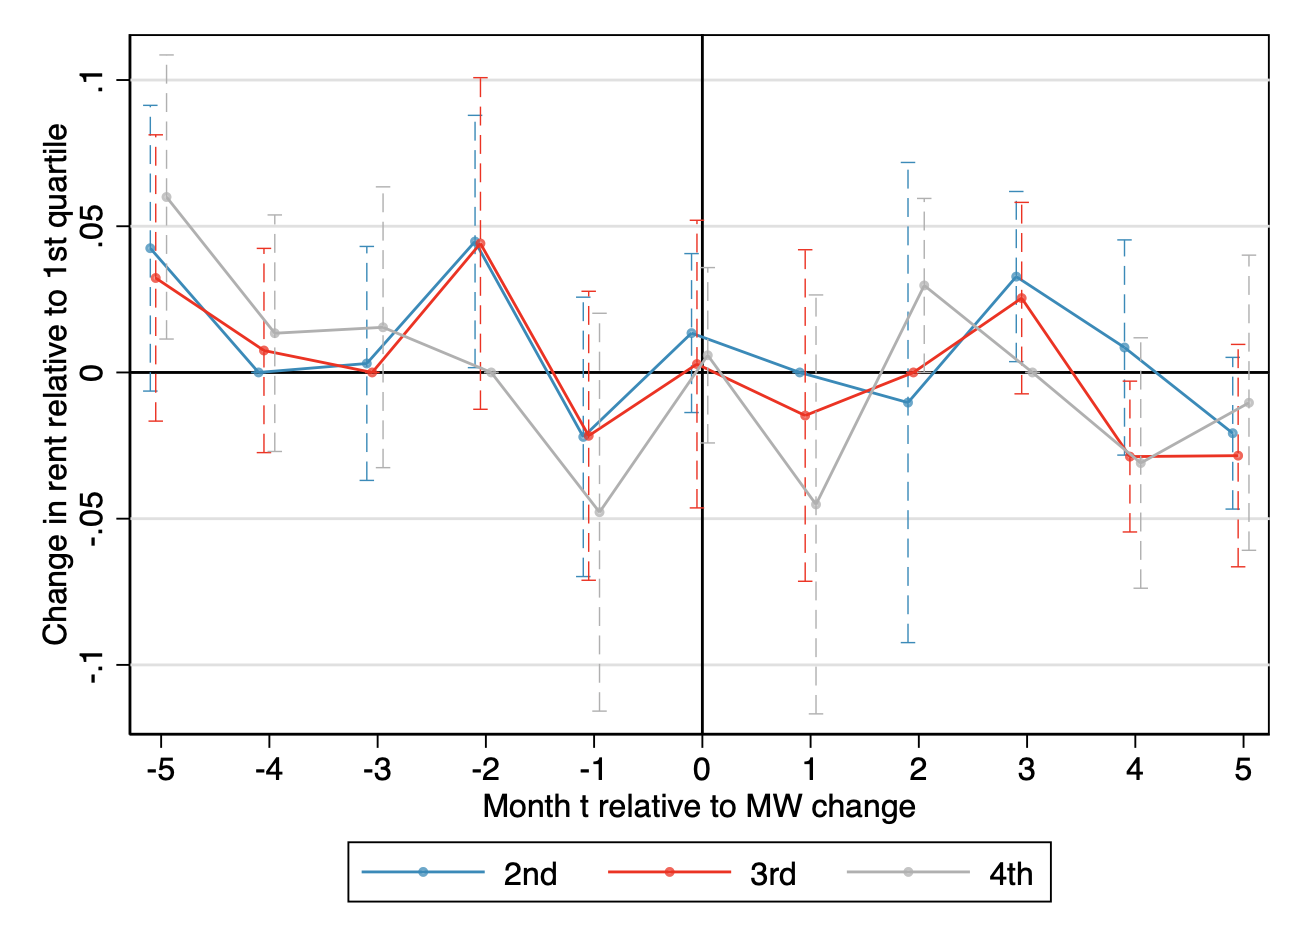 Change in rent relative to 1st quartile
.1
.05
0
-.05
-.1
-5 -4 -3 -2 -1 0 1 2 3 4 5
Month t relative to MW change
2nd 3rd 4th